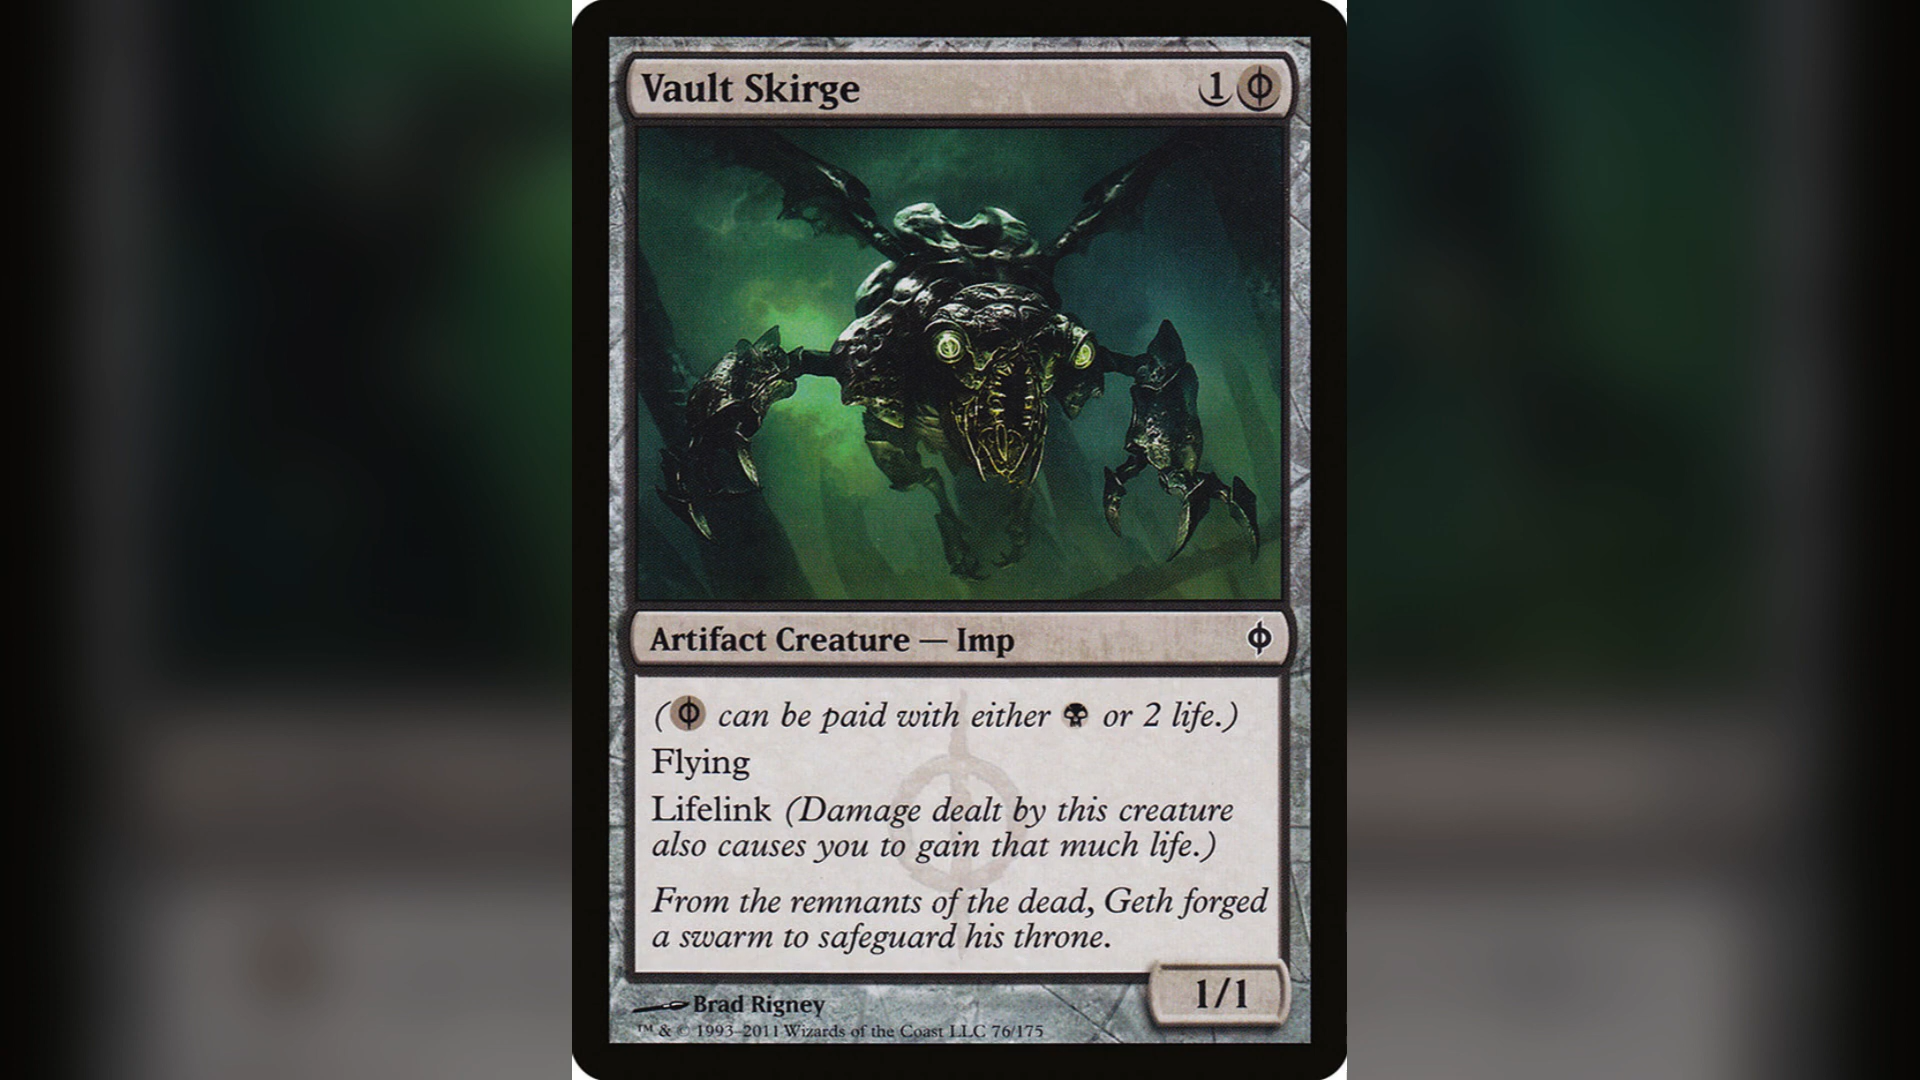 Vault Skirge 1
Artifact Creature — Imp
( can be paid with either or 2 life.)
Flying
Lifelink (Damage dealt by this creature
also causes you to gain that much life.)
From the remnants of the dead, Geth forged
a swarm to safeguard his throne.
1/1
Brad Rigney
™ & © 1993–2011 Wizards of the Coast LLC 76/175